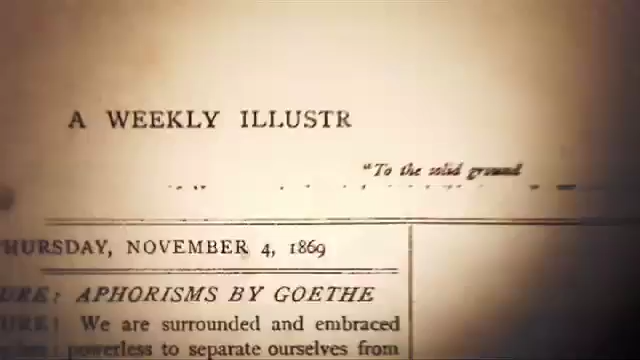 A WEEKLY ILLUSTR
"To the solid ground
HURSDAY, NOVEMBER 4, 1869
URE: APHORISMS BY GOETHE
URE! We are surrounded and embraced
powerless to separate ourselves from